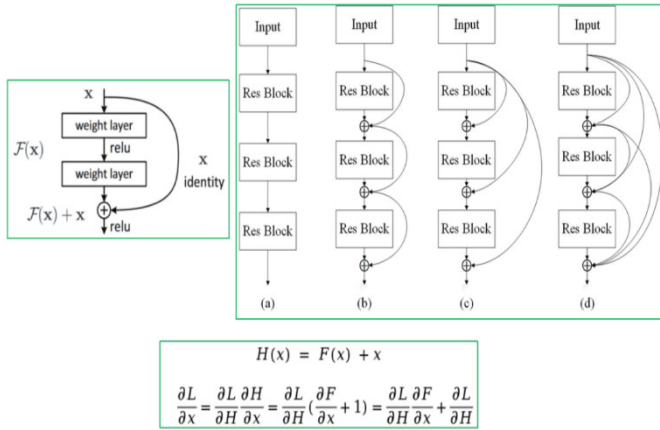 x
weight layer
F(x)
relu
x
weight layer
identity
F(x) + x
relu
Input Input Input Input
Res Block Res Block Res Block Res Block
Res Block Res Block Res Block Res Block
Res Block Res Block Res Block Res Block
(a) (b) (c) (d)
H(x) = F(x) + x
∂L/∂x = ∂L/∂H ∂H/∂x = ∂L/∂H (∂F/∂x + 1) = ∂L/∂H ∂F/∂x + ∂L/∂H